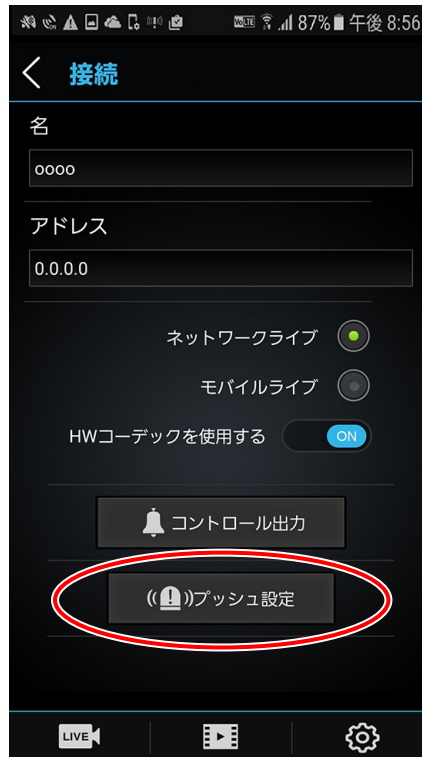 VoLTE 87% 午後 8:56
接続
名
oooo
アドレス
0.0.0.0
ネットワークライブ
モバイルライブ
HWコーデックを使用する ON
コントロール出力
プッシュ設定
LIVE